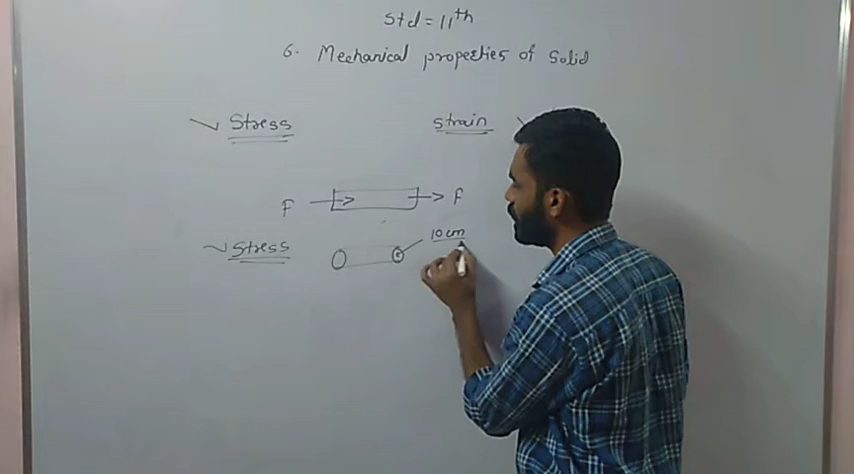 Std = 11th
6. Mechanical properties of Solid
Stress strain
F F
Stress 10 cm